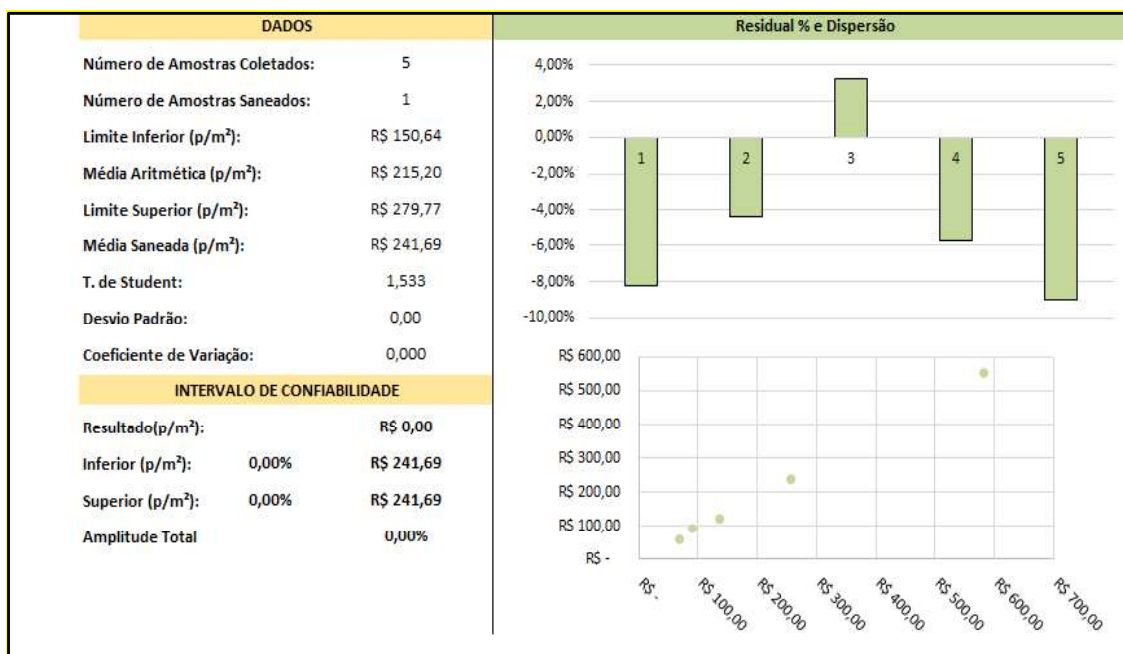 DADOS
Número de Amostras Coletados: 5
Número de Amostras Saneados: 1
Limite Inferior (p/m²): R$ 150,64
Média Aritmética (p/m²): R$ 215,20
Limite Superior (p/m²): R$ 279,77
Média Saneada (p/m²): R$ 241,69
T. de Student: 1,533
Desvio Padrão: 0,00
Coeficiente de Variação: 0,000
INTERVALO DE CONFIABILIDADE
Resultado(p/m²): R$ 0,00
Inferior (p/m²): 0,00% R$ 241,69
Superior (p/m²): 0,00% R$ 241,69
Amplitude Total 0,00%
Residual % e Dispersão
4,00%
2,00%
0,00%
-2,00%
-4,00%
-6,00%
-8,00%
-10,00%
1 2 3 4 5
R$ 600,00
R$ 500,00
R$ 400,00
R$ 300,00
R$ 200,00
R$ 100,00
R$ -
R$ - R$ 100,00 R$ 200,00 R$ 300,00 R$ 400,00 R$ 500,00 R$ 600,00 R$ 700,00